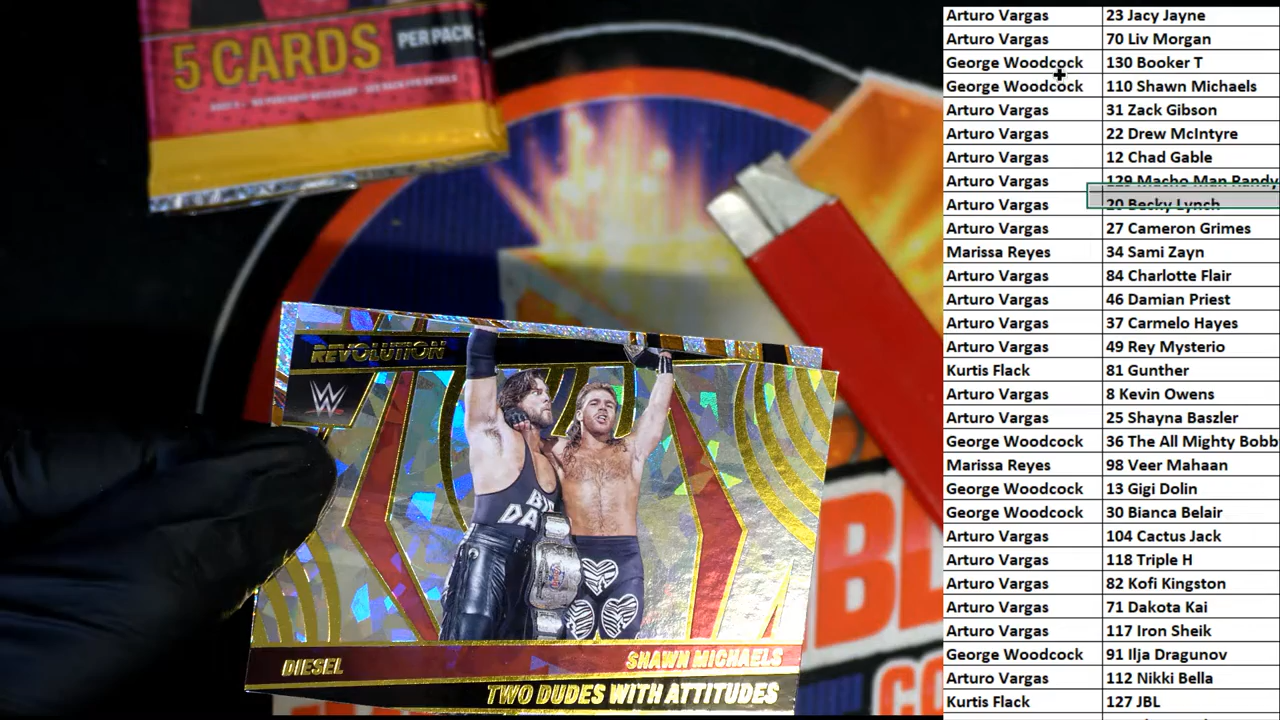 5 CARDS PER PACK
REVOLUTION
W
BIG
DA
DIESEL
SHAWN MICHAELS
TWO DUDES WITH ATTITUDES
BL
Arturo Vargas 23 Jacy Jayne
Arturo Vargas 70 Liv Morgan
George Woodcock 130 Booker T
George Woodcock 110 Shawn Michaels
Arturo Vargas 31 Zack Gibson
Arturo Vargas 22 Drew McIntyre
Arturo Vargas 12 Chad Gable
Arturo Vargas 129 Macho Man Randy
Arturo Vargas 20 Becky Lynch
Arturo Vargas 27 Cameron Grimes
Marissa Reyes 34 Sami Zayn
Arturo Vargas 84 Charlotte Flair
Arturo Vargas 46 Damian Priest
Arturo Vargas 37 Carmelo Hayes
Arturo Vargas 49 Rey Mysterio
Kurtis Flack 81 Gunther
Arturo Vargas 8 Kevin Owens
Arturo Vargas 25 Shayna Baszler
George Woodcock 36 The All Mighty Bobb
Marissa Reyes 98 Veer Mahaan
George Woodcock 13 Gigi Dolin
George Woodcock 30 Bianca Belair
Arturo Vargas 104 Cactus Jack
Arturo Vargas 118 Triple H
Arturo Vargas 82 Kofi Kingston
Arturo Vargas 71 Dakota Kai
Arturo Vargas 117 Iron Sheik
George Woodcock 91 Ilja Dragunov
Arturo Vargas 112 Nikki Bella
Kurtis Flack 127 JBL